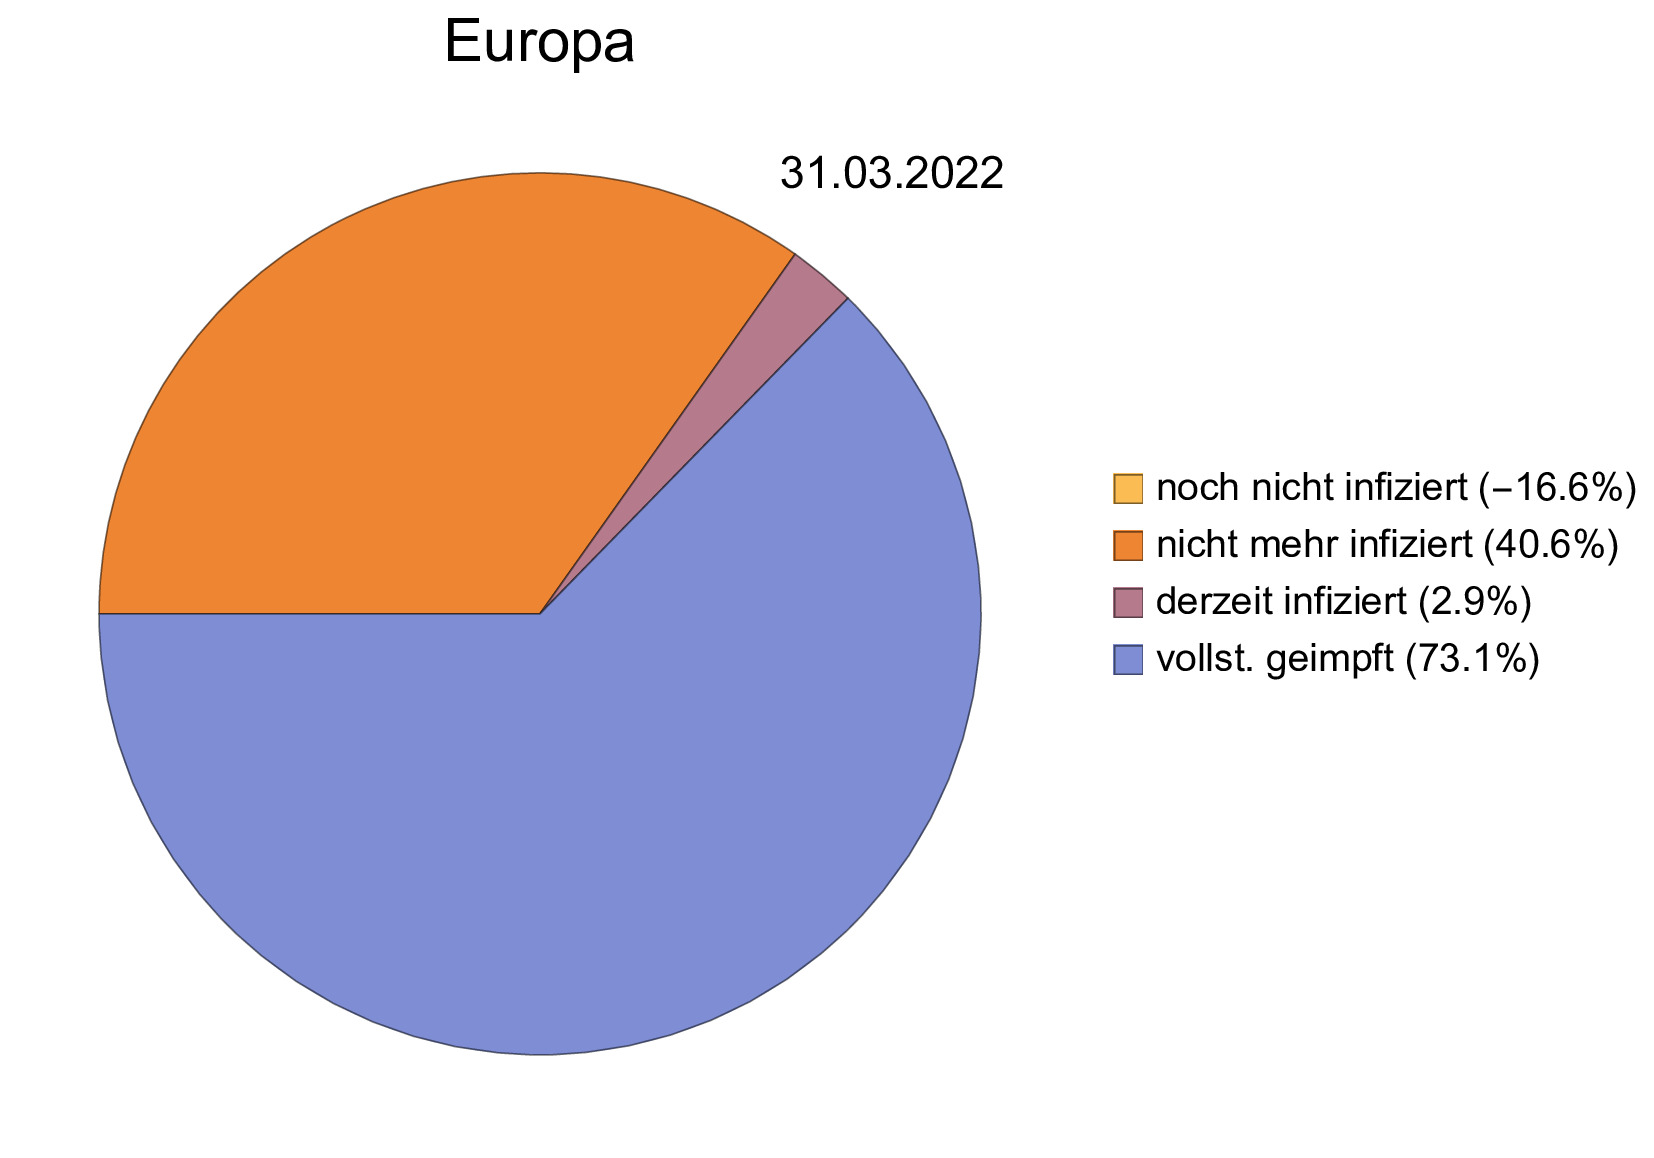 Europa
31.03.2022
noch nicht infiziert (−16.6%)
nicht mehr infiziert (40.6%)
derzeit infiziert (2.9%)
vollst. geimpft (73.1%)